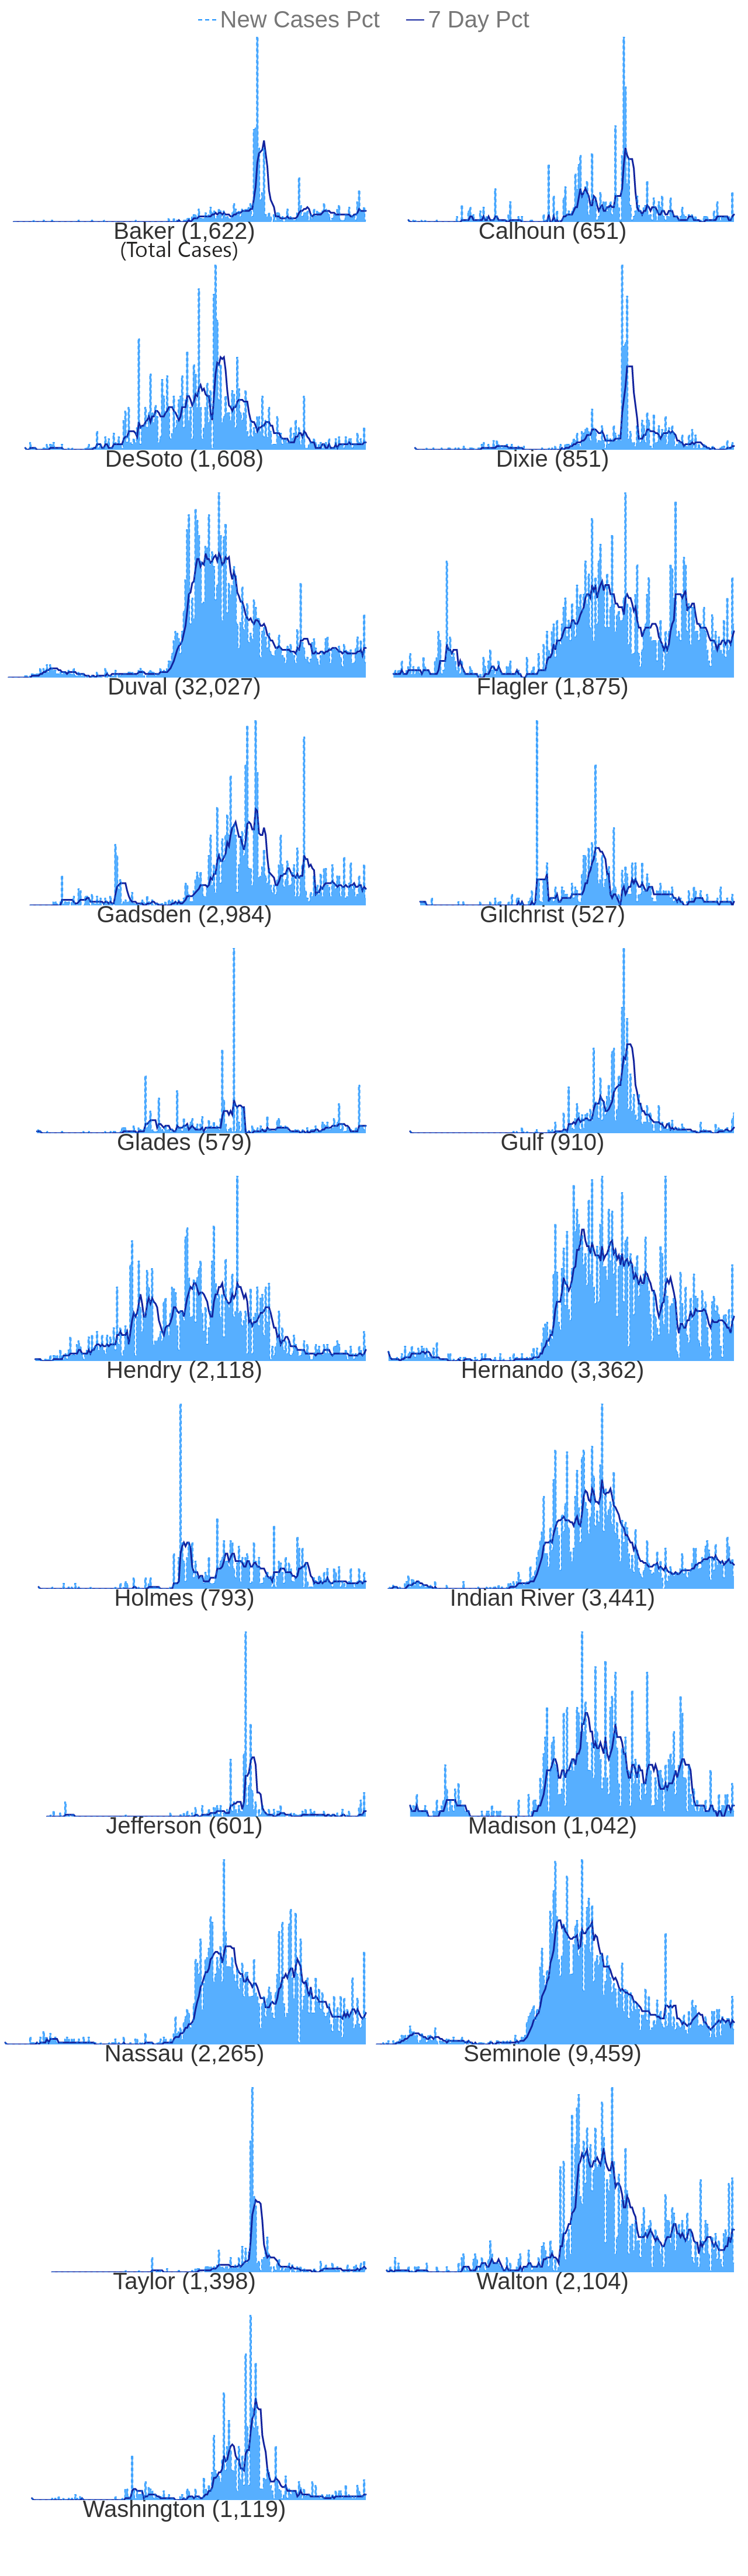 New Cases Pct 7 Day Pct
Baker (1,622) Calhoun (651)
(Total Cases)
DeSoto (1,608) Dixie (851)
Duval (32,027) Flagler (1,875)
Gadsden (2,984) Gilchrist (527)
Glades (579) Gulf (910)
Hendry (2,118) Hernando (3,362)
Holmes (793) Indian River (3,441)
Jefferson (601) Madison (1,042)
Nassau (2,265) Seminole (9,459)
Taylor (1,398) Walton (2,104)
Washington (1,119)